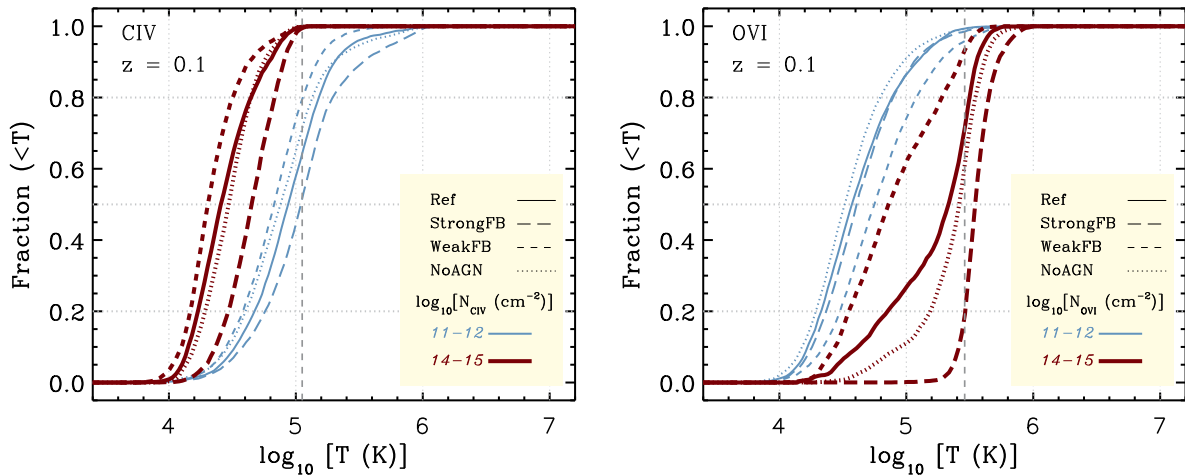 CIV
z = 0.1
Fraction (<T)
1.0
0.8
0.6
0.4
0.2
0.0
Ref
StrongFB
WeakFB
NoAGN
log10[NCIV (cm−2)]
11−12
14−15
4 5 6 7
log10 [T (K)]
OVI
z = 0.1
Fraction (<T)
1.0
0.8
0.6
0.4
0.2
0.0
Ref
StrongFB
WeakFB
NoAGN
log10[NOVI (cm−2)]
11−12
14−15
4 5 6 7
log10 [T (K)]